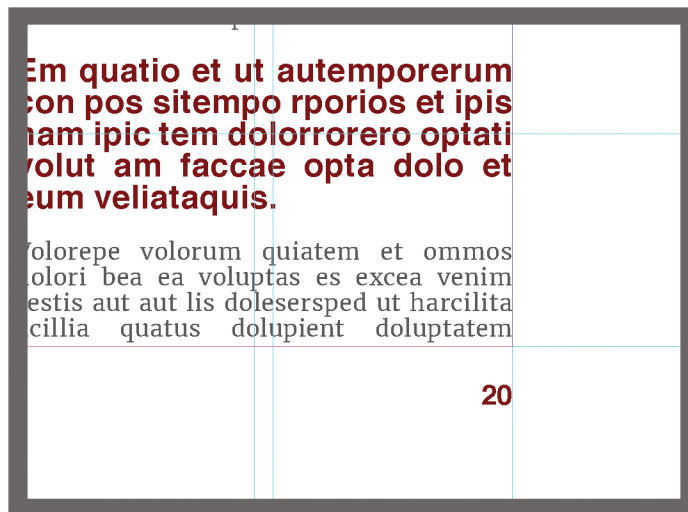 Em quatio et ut autemporerum
con pos sitempo rporios et ipis
nam ipic tem dolorrorero optati
volut am faccae opta dolo et
eum veliataquis.
Volorepe volorum quiatem et ommos
dolori bea ea voluptas es excea venim
estis aut aut lis dolesersped ut harcilita
cillia quatus dolupient doluptatem
20